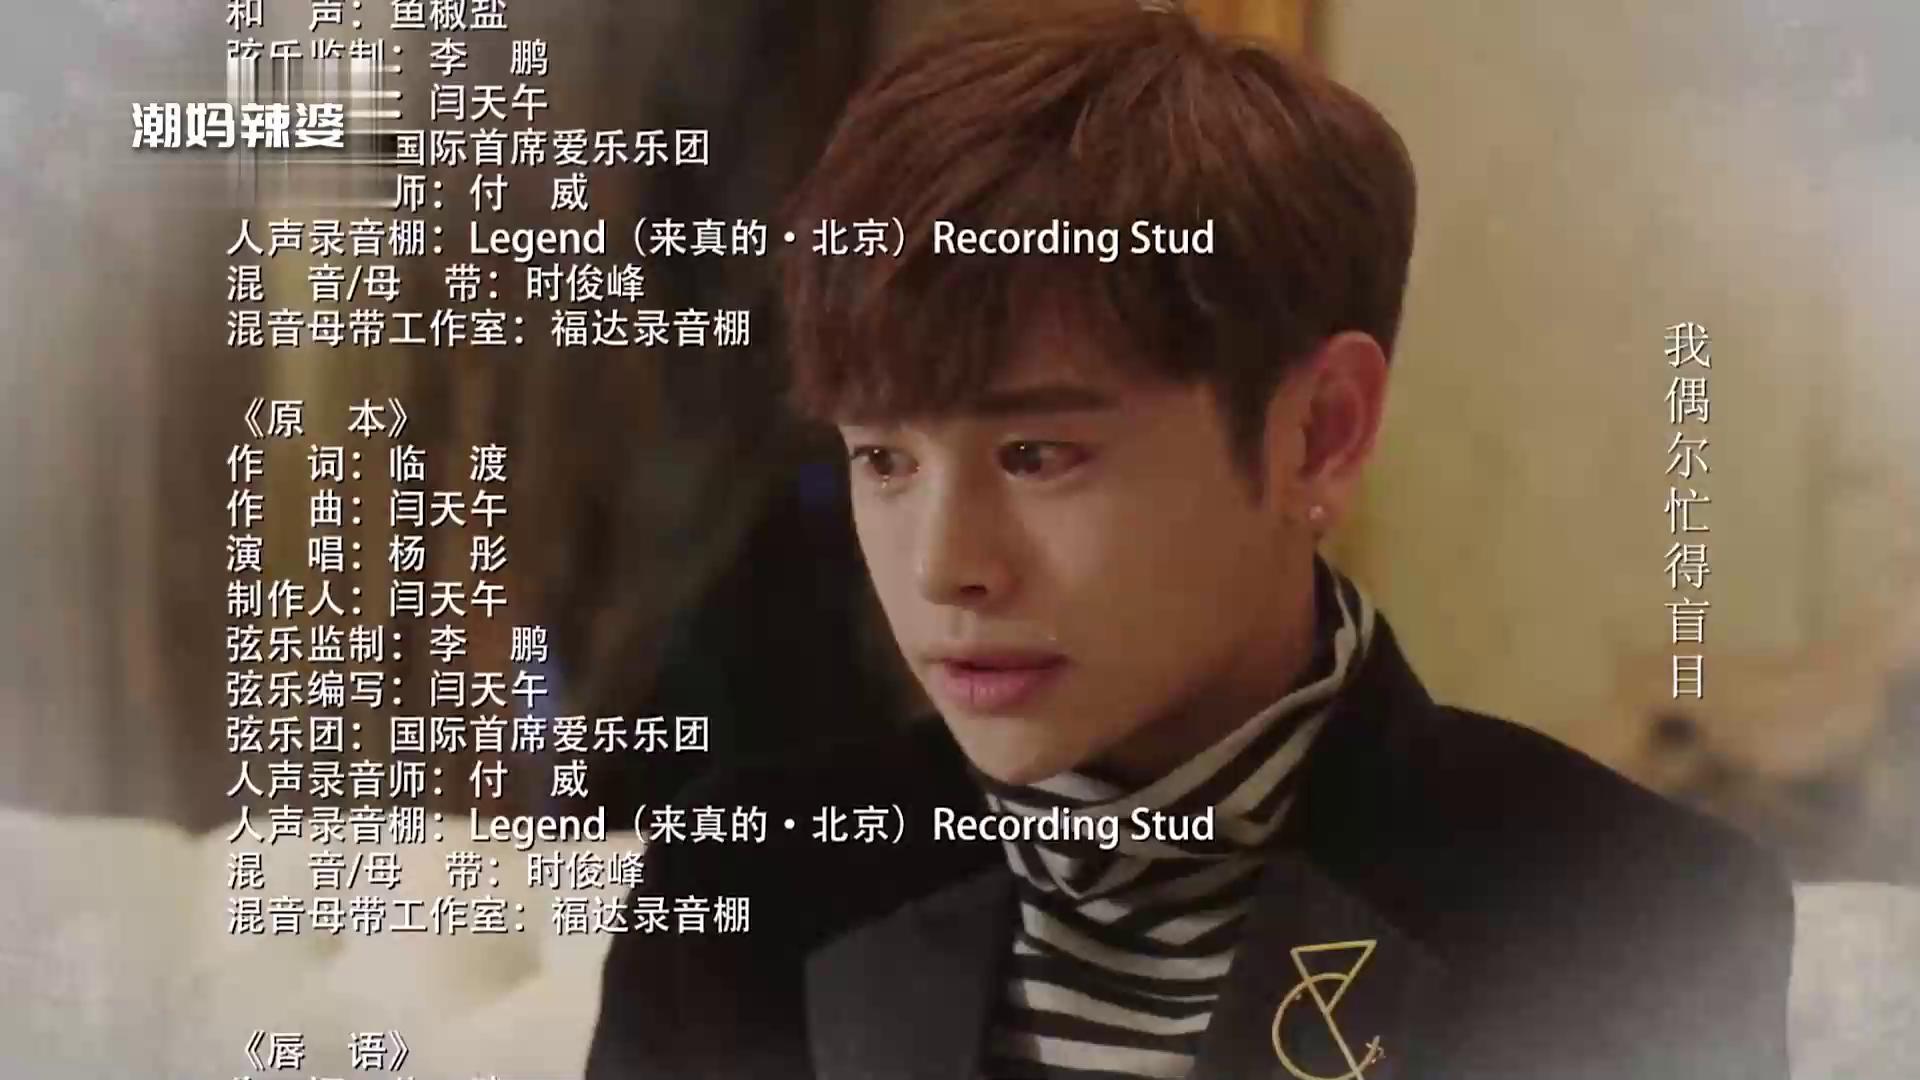 和　声：鱼椒盐
弦乐监制：李　鹏
：闫天午
潮妈辣婆
国际首席爱乐乐团
师：付　威
人声录音棚：Legend（来真的·北京）Recording Stud
混　音/母　带：时俊峰
混音母带工作室：福达录音棚
《原　本》
作　词：临　渡
作　曲：闫天午
演　唱：杨　彤
制作人：闫天午
弦乐监制：李　鹏
弦乐编写：闫天午
弦乐团：国际首席爱乐乐团
人声录音师：付　威
人声录音棚：Legend（来真的·北京）Recording Stud
混　音/母　带：时俊峰
混音母带工作室：福达录音棚
《唇　语》
我偶尔忙得盲目